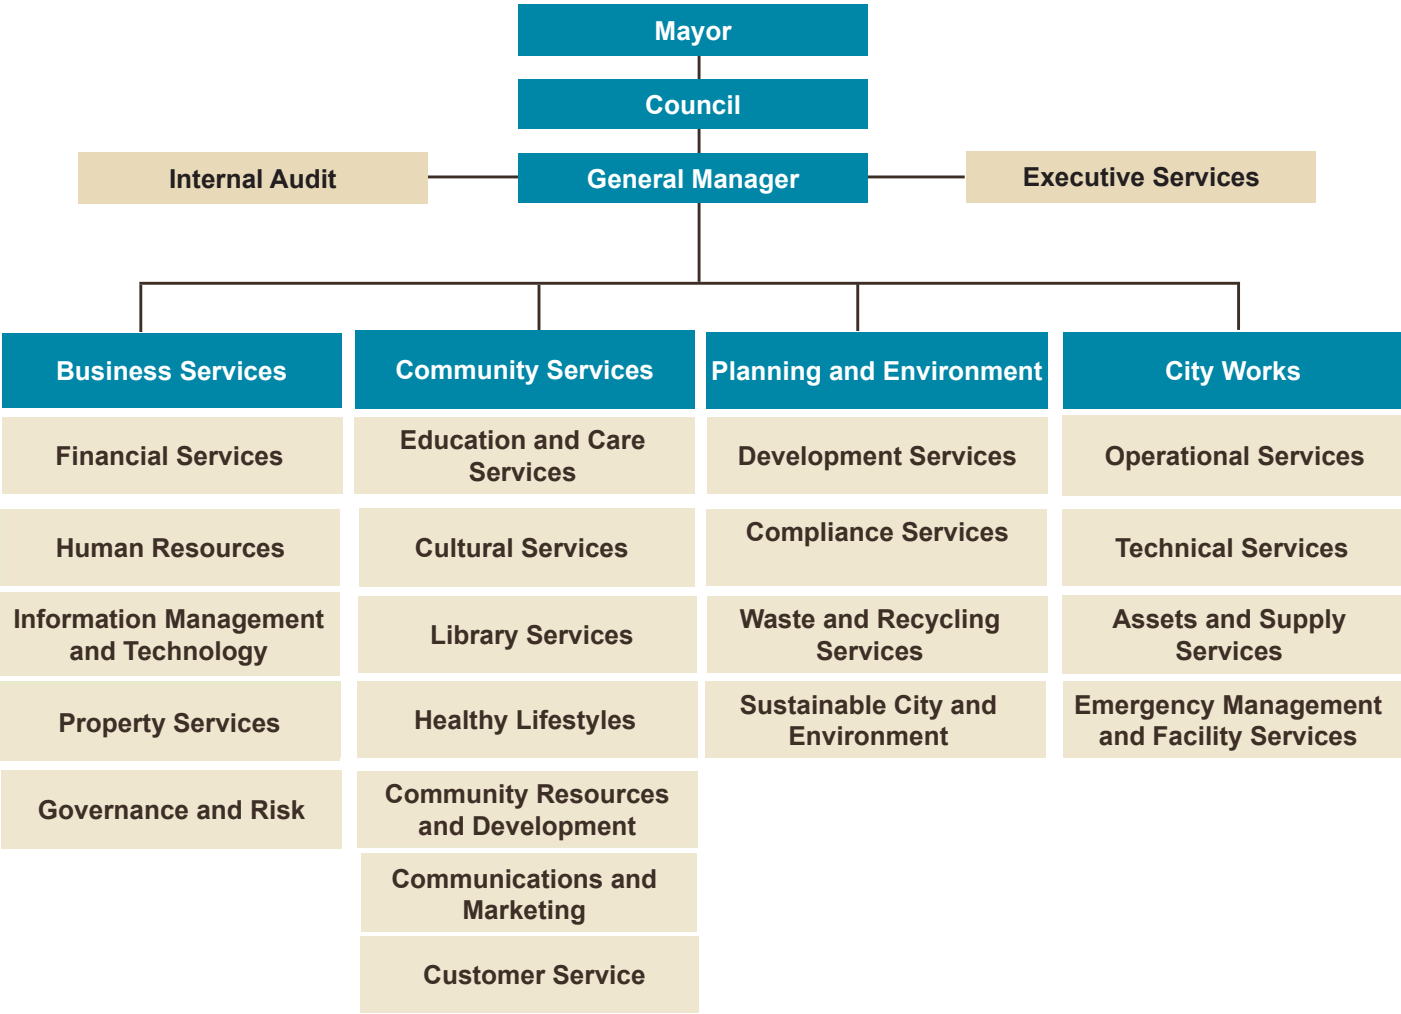 Mayor
Council
Internal Audit
General Manager
Executive Services
Business Services
Financial Services
Human Resources
Information Management
and Technology
Property Services
Governance and Risk
Community Services
Education and Care
Services
Cultural Services
Library Services
Healthy Lifestyles
Community Resources
and Development
Communications and
Marketing
Customer Service
Planning and Environment
Development Services
Compliance Services
Waste and Recycling
Services
Sustainable City and
Environment
City Works
Operational Services
Technical Services
Assets and Supply
Services
Emergency Management
and Facility Services